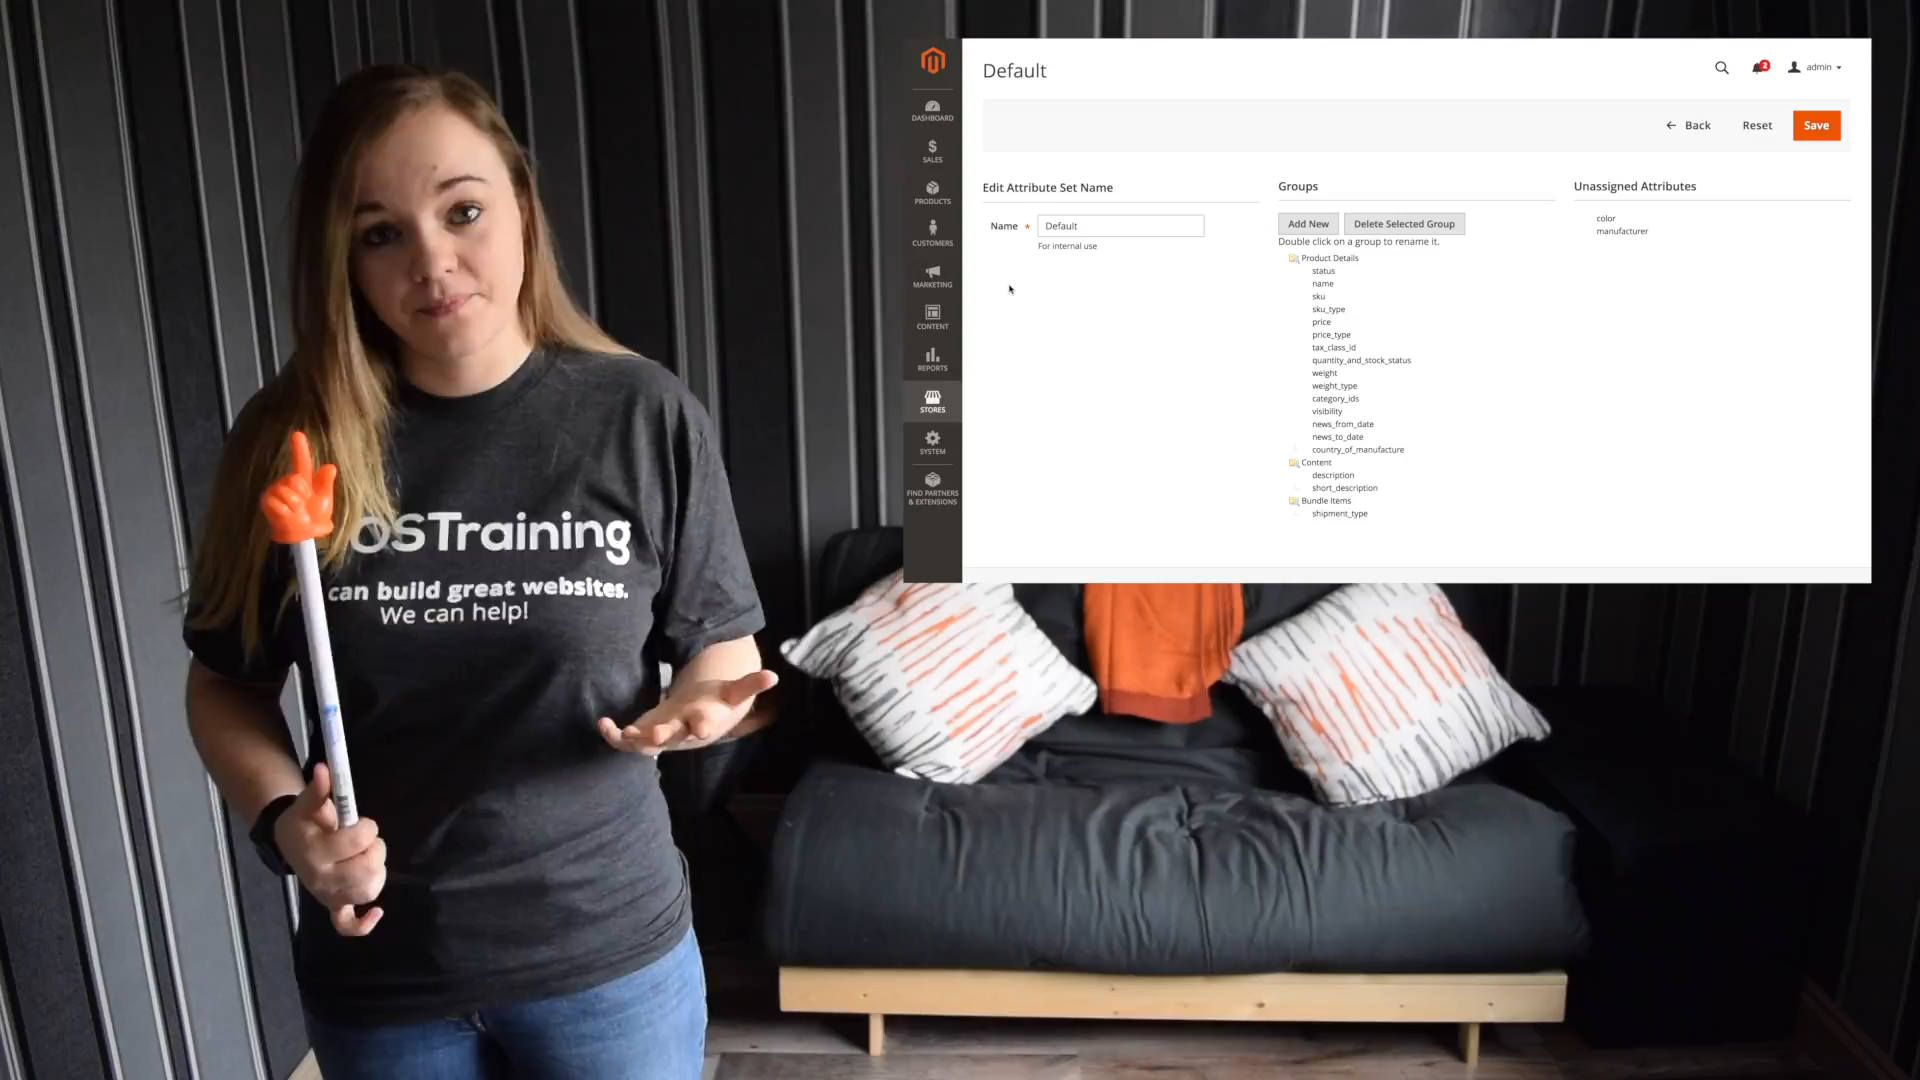 OSTraining
can build great websites.
We can help!
DASHBOARD
SALES
PRODUCTS
CUSTOMERS
MARKETING
CONTENT
REPORTS
STORES
SYSTEM
FIND PARTNERS
& EXTENSIONS
Default
2
admin
Back
Reset
Save
Edit Attribute Set Name
Name *
Default
For internal use
Groups
Add New
Delete Selected Group
Double click on a group to rename it.
Product Details
status
name
sku
sku_type
price
price_type
tax_class_id
quantity_and_stock_status
weight
weight_type
category_ids
visibility
news_from_date
news_to_date
country_of_manufacture
Content
description
short_description
Bundle Items
shipment_type
Unassigned Attributes
color
manufacturer